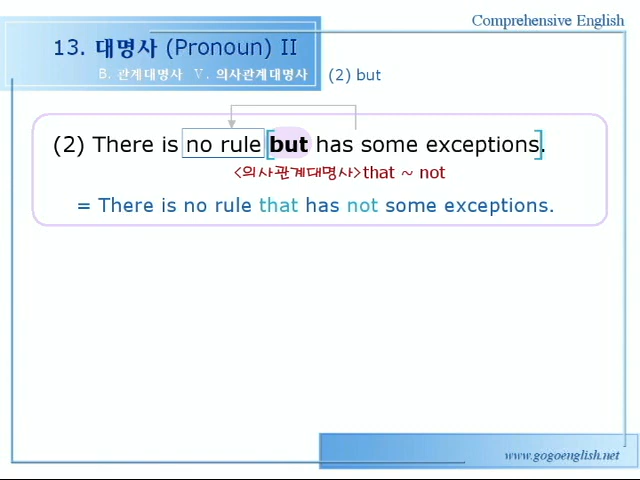 Comprehensive English
13. 대명사 (Pronoun) II
B. 관계대명사 Ⅴ. 의사관계대명사
(2) but
(2) There is no rule [but has some exceptions].
<의사관계대명사>that ~ not
= There is no rule that has not some exceptions.
www.gogoenglish.net